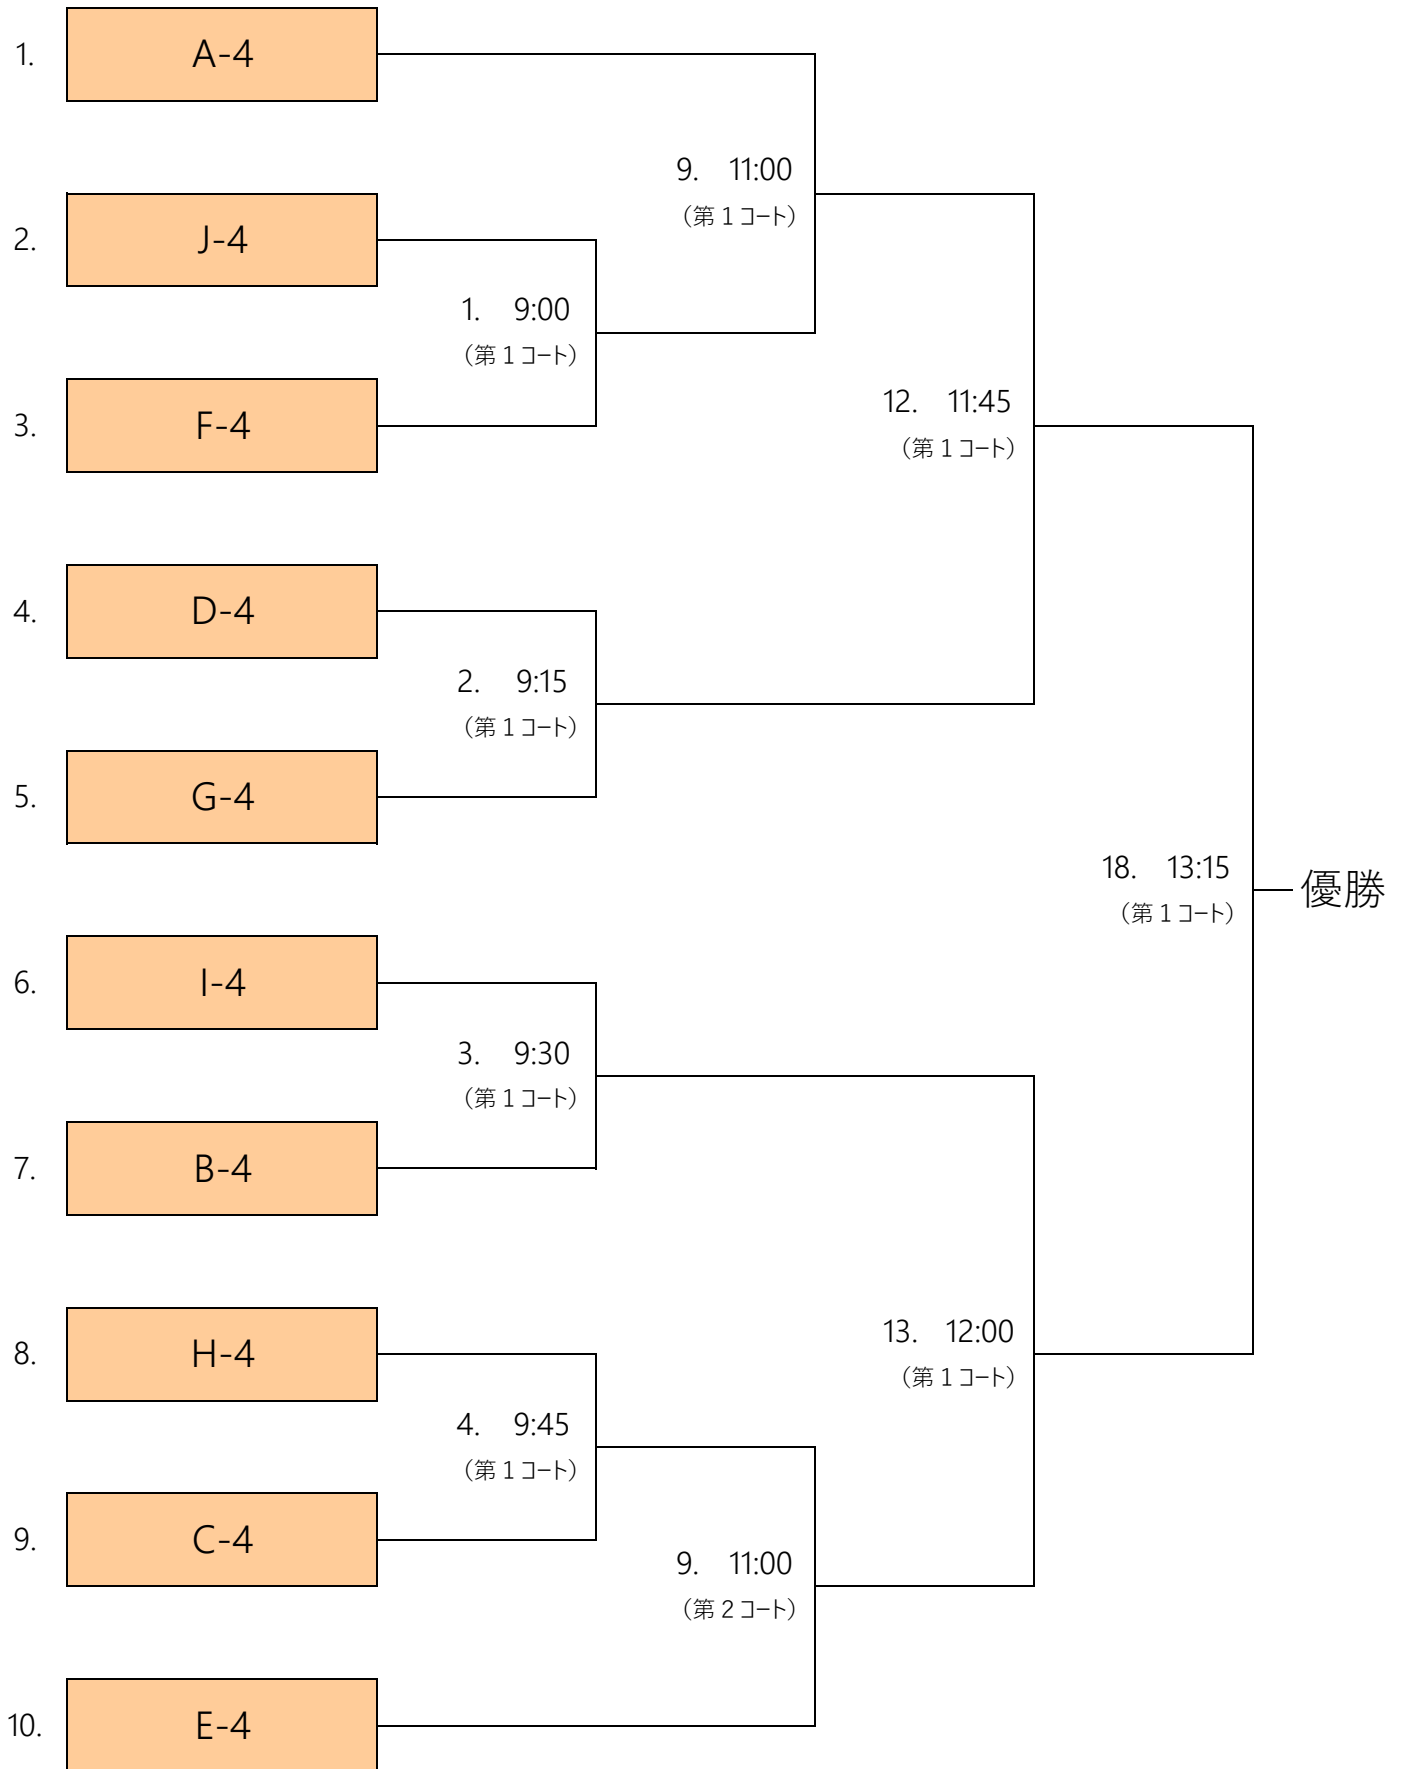 1. A-4
9. 11:00
（第１コート）
2. J-4
1. 9:00
（第１コート）
3. F-4
12. 11:45
（第１コート）
4. D-4
2. 9:15
（第１コート）
5. G-4
18. 13:15
（第１コート）
優勝
6. I-4
3. 9:30
（第１コート）
7. B-4
13. 12:00
（第１コート）
8. H-4
4. 9:45
（第１コート）
9. C-4
9. 11:00
（第２コート）
10. E-4